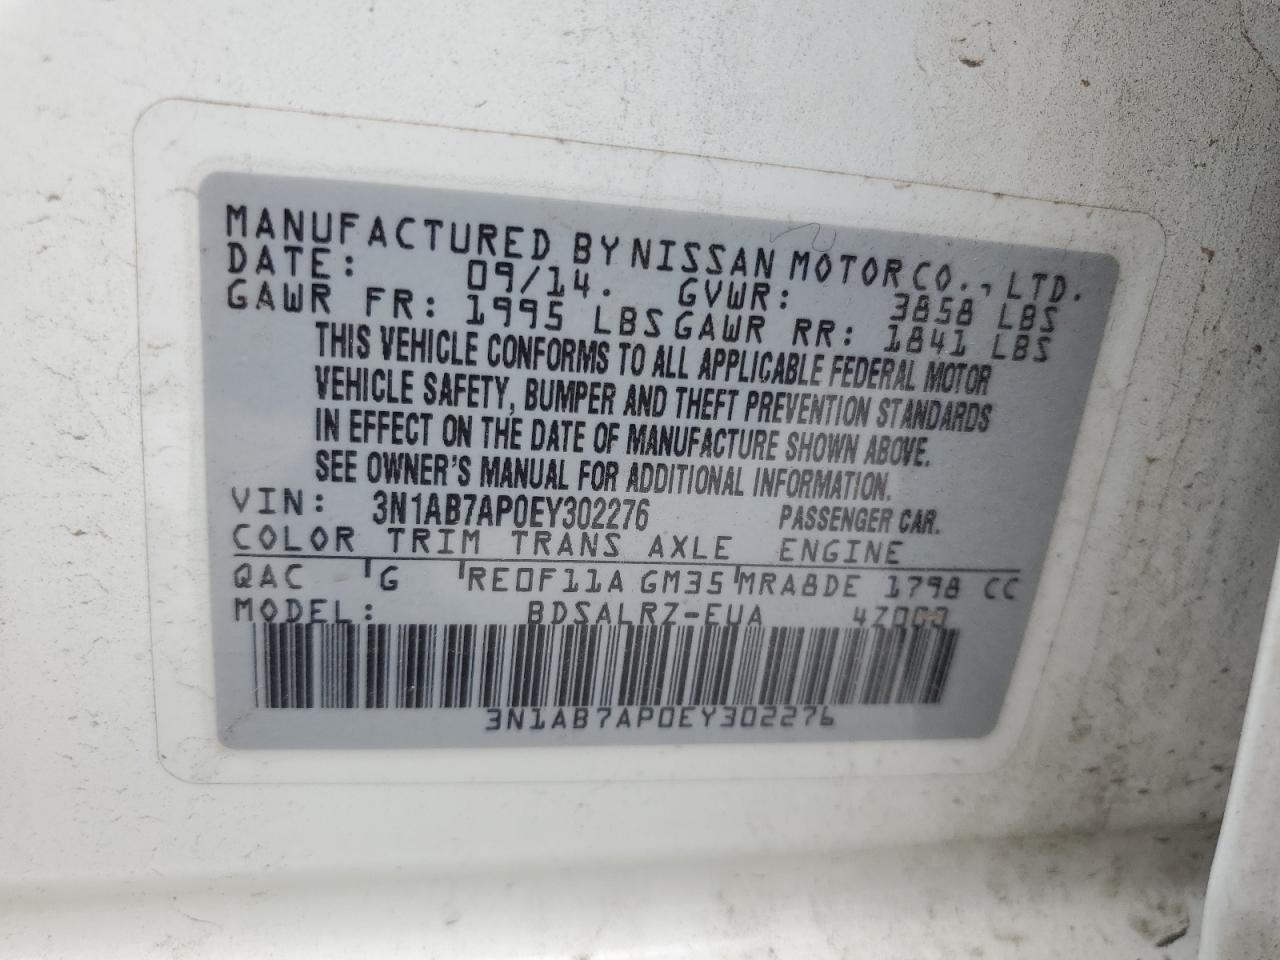 MANUFACTURED BY NISSAN MOTOR CO., LTD.
DATE: 09/14. GVWR: 3858 LBS
GAWR FR: 1995 LBS GAWR RR: 1841 LBS
THIS VEHICLE CONFORMS TO ALL APPLICABLE FEDERAL MOTOR
VEHICLE SAFETY, BUMPER AND THEFT PREVENTION STANDARDS
IN EFFECT ON THE DATE OF MANUFACTURE SHOWN ABOVE.
SEE OWNER'S MANUAL FOR ADDITIONAL INFORMATION.
VIN: 3N1AB7AP0EY302276 PASSENGER CAR.
COLOR TRIM TRANS AXLE ENGINE
QAC G RE0F11A GM35 MRA8DE 1798 CC
MODEL: BDSALRZ-EUA
3N1AB7AP0EY302276